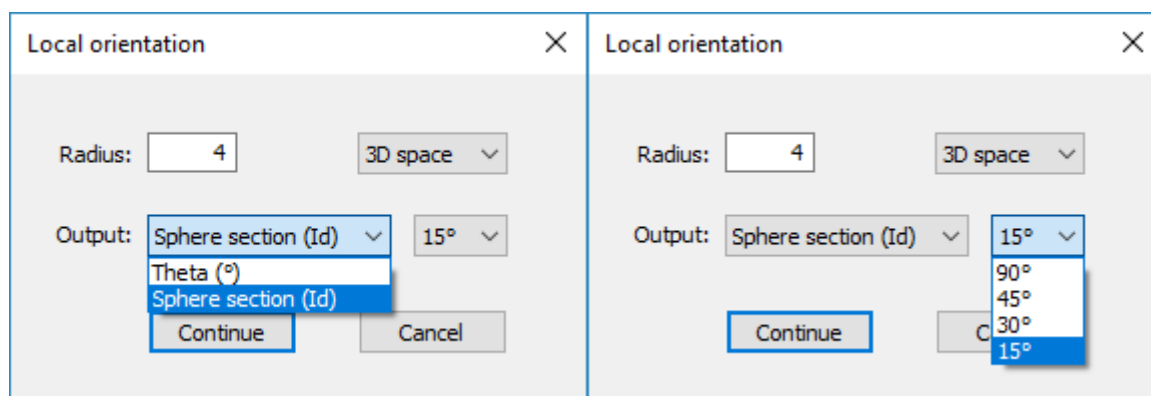 Local orientation
Radius: 4 3D space
Output: Sphere section (Id) 15°
Theta (°)
Sphere section (Id)
Continue Cancel
Local orientation
Radius: 4 3D space
Output: Sphere section (Id) 15°
90°
45°
30°
15°
Continue C